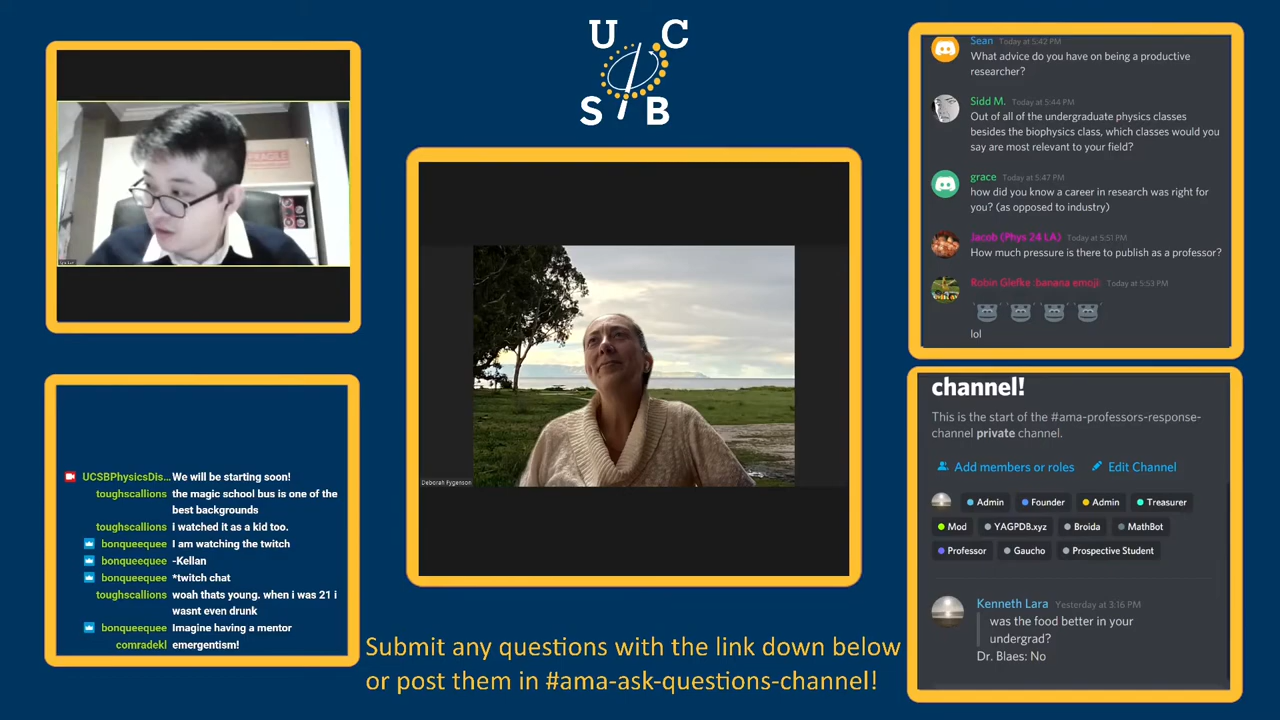 U C
S B
FRAGILE
UCSBPhysicsDis... We will be starting soon!
toughscallions the magic school bus is one of the
best backgrounds
toughscallions i watched it as a kid too.
bonqueequee I am watching the twitch
bonqueequee -Kellan
bonqueequee *twitch chat
toughscallions woah thats young. when i was 21 i
wasnt even drunk
bonqueequee Imagine having a mentor
comradekl emergentism!
Deborah Fygenson
Submit any questions with the link down below
or post them in #ama-ask-questions-channel!
Sean Today at 5:42 PM
What advice do you have on being a productive
researcher?
Sidd M. Today at 5:44 PM
Out of all of the undergraduate physics classes
besides the biophysics class, which classes would you
say are most relevant to your field?
grace Today at 5:47 PM
how did you know a career in research was right for
you? (as opposed to industry)
Jacob (Phys 24 LA) Today at 5:51 PM
How much pressure is there to publish as a professor?
Robin Glefke :banana emoji: Today at 5:53 PM
lol
channel!
This is the start of the #ama-professors-response-
channel private channel.
Add members or roles Edit Channel
Admin Founder Admin Treasurer
Mod YAGPDB.xyz Broida MathBot
Professor Gaucho Prospective Student
Kenneth Lara Yesterday at 3:16 PM
was the food better in your
undergrad?
Dr. Blaes: No